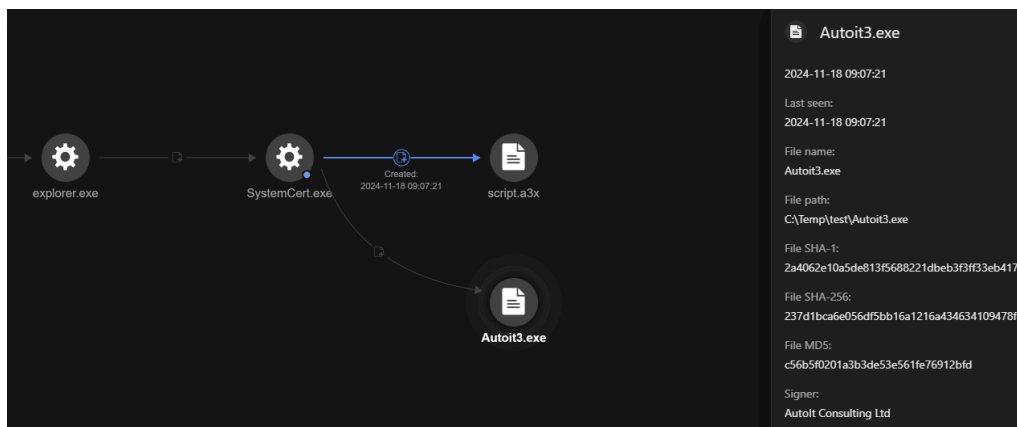 explorer.exe
SystemCert.exe
Created:
2024-11-18 09:07:21
script.a3x
Autoit3.exe
Autoit3.exe
2024-11-18 09:07:21
Last seen:
2024-11-18 09:07:21
File name:
Autoit3.exe
File path:
C:\Temp\test\Autoit3.exe
File SHA-1:
2a4062e10a5de813f5688221dbeb3f3ff33eb417
File SHA-256:
237d1bca6e056df5bb16a1216a434634109478f
File MD5:
c56b5f0201a3b3de53e561fe76912bfd
Signer:
AutoIt Consulting Ltd